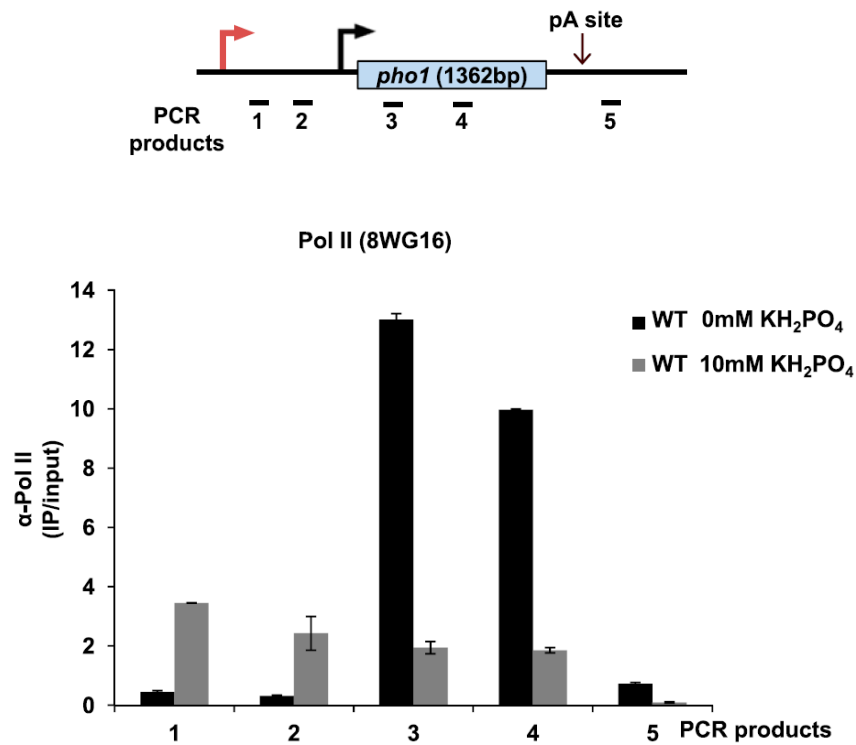 pA site
pho1 (1362bp)
PCR products
1 2 3 4 5
Pol II (8WG16)
α-Pol II
(IP/input)
14
12
10
8
6
4
2
0
WT 0mM KH₂PO₄
WT 10mM KH₂PO₄
1 2 3 4 5 PCR products